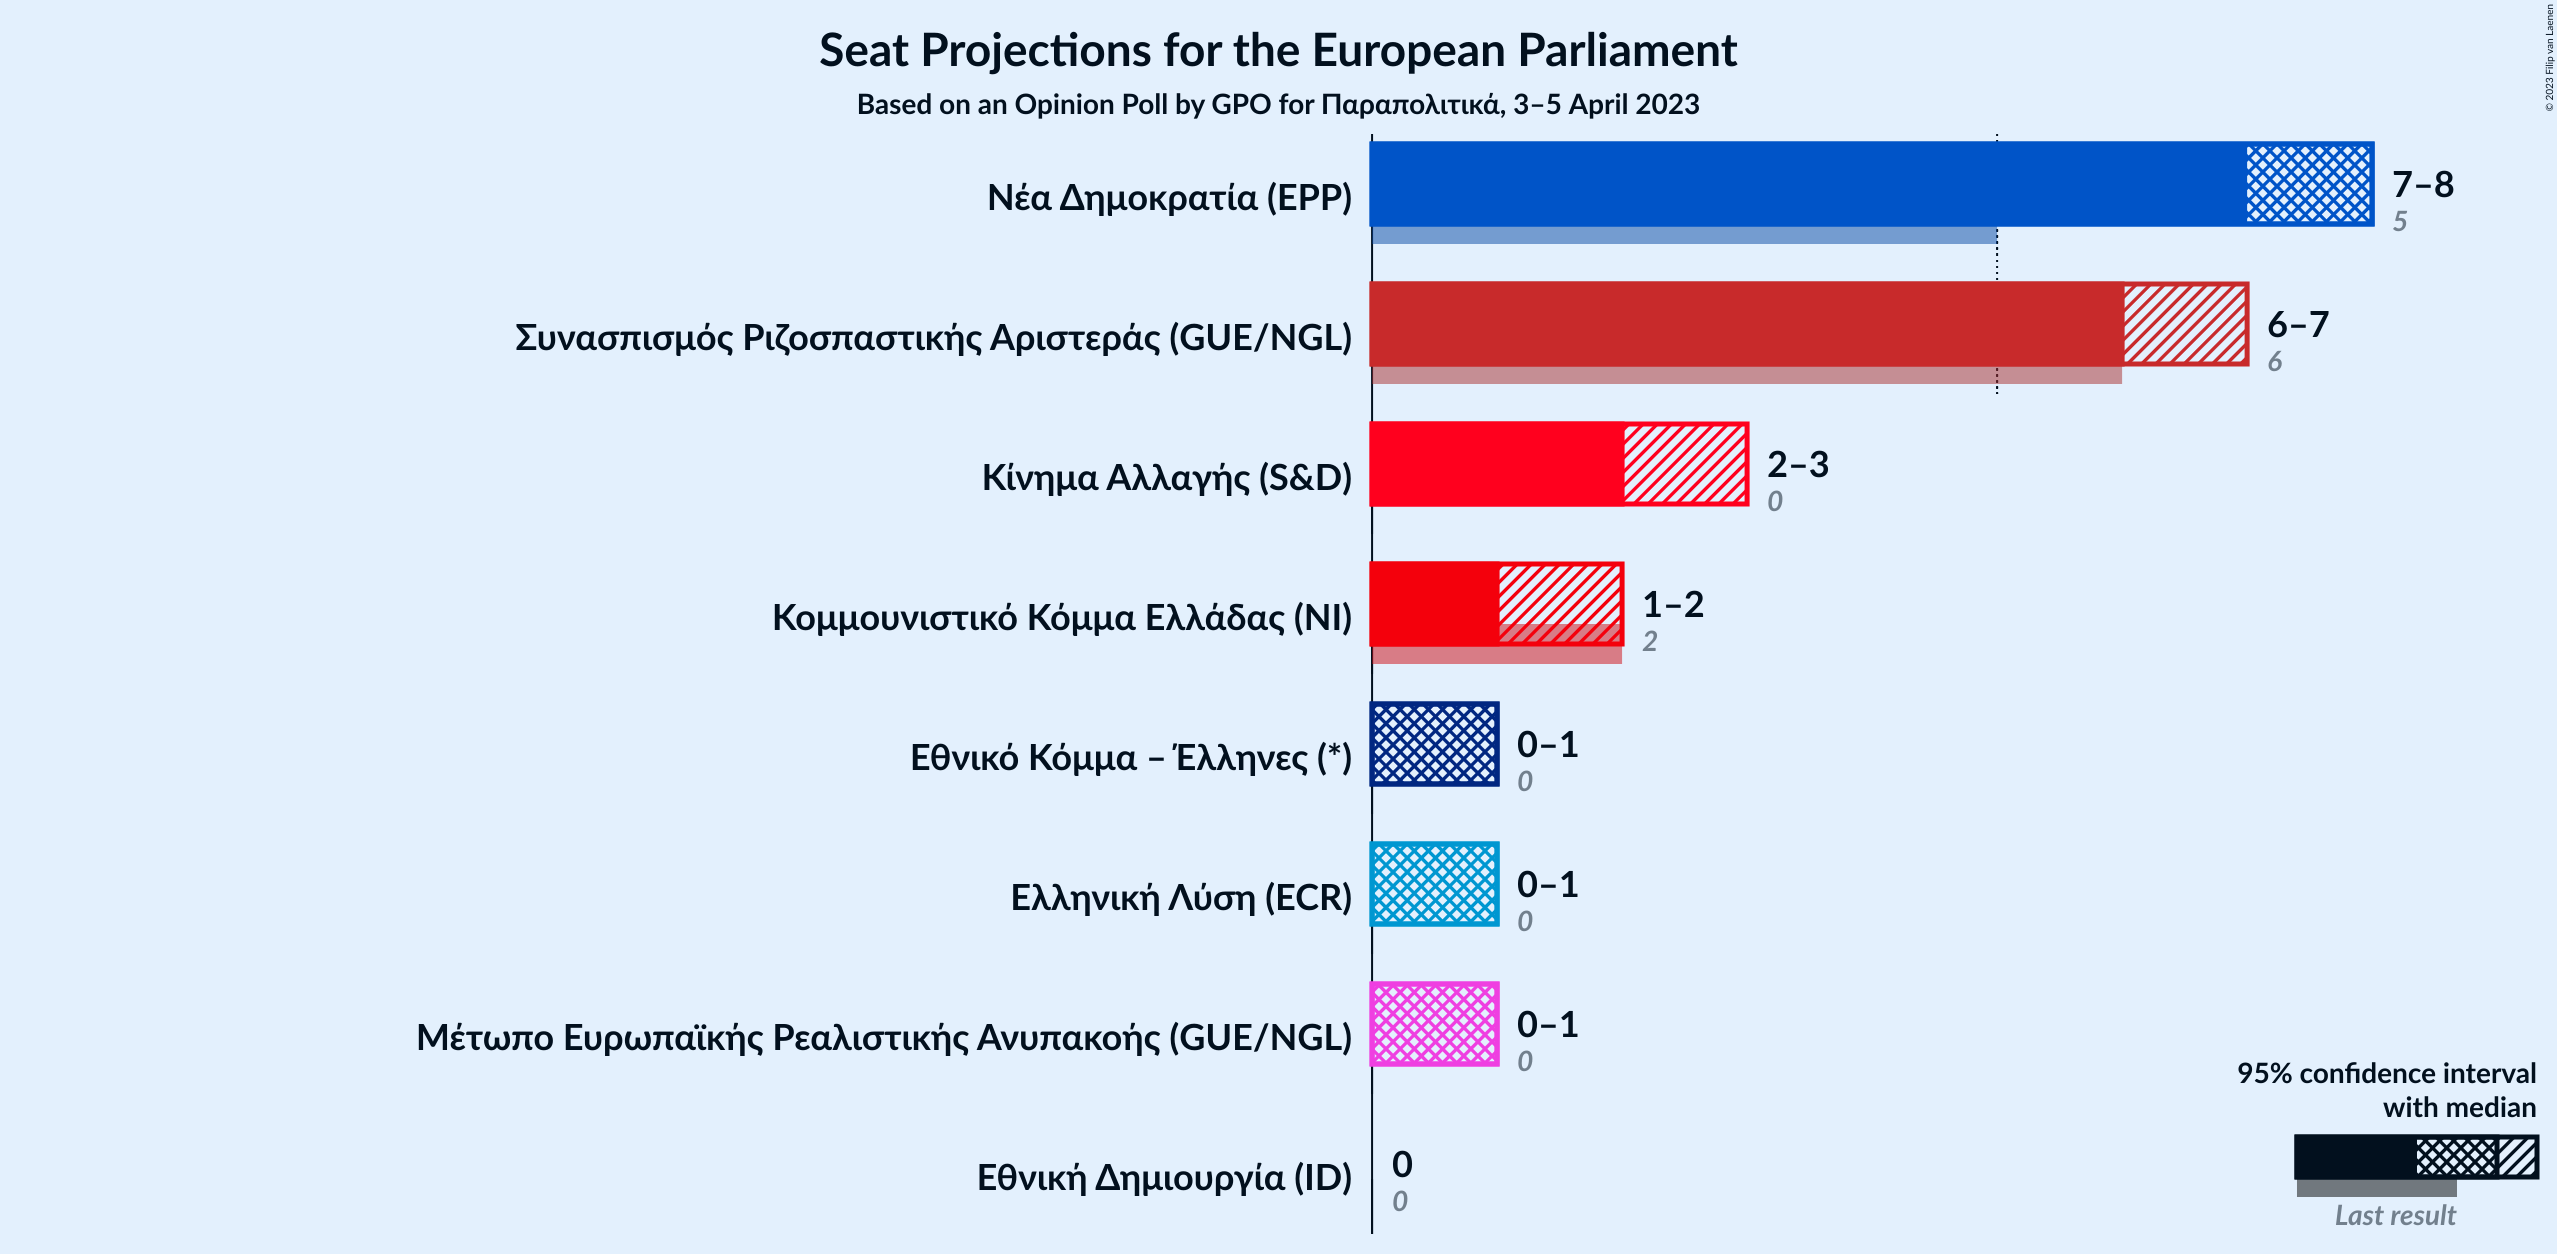 Seat Projections for the European Parliament
Based on an Opinion Poll by GPO for Παραπολιτικά, 3–5 April 2023
© 2023 Filip van Laenen
Νέα Δημοκρατία (EPP)
7–8
5
Συνασπισμός Ριζοσπαστικής Αριστεράς (GUE/NGL)
6–7
6
Κίνημα Αλλαγής (S&D)
2–3
0
Κομμουνιστικό Κόμμα Ελλάδας (NI)
1–2
2
Εθνικό Κόμμα – Έλληνες (*)
0–1
0
Ελληνική Λύση (ECR)
0–1
0
Μέτωπο Ευρωπαϊκής Ρεαλιστικής Ανυπακοής (GUE/NGL)
0–1
0
Εθνική Δημιουργία (ID)
0
0
95% confidence interval
with median
Last result